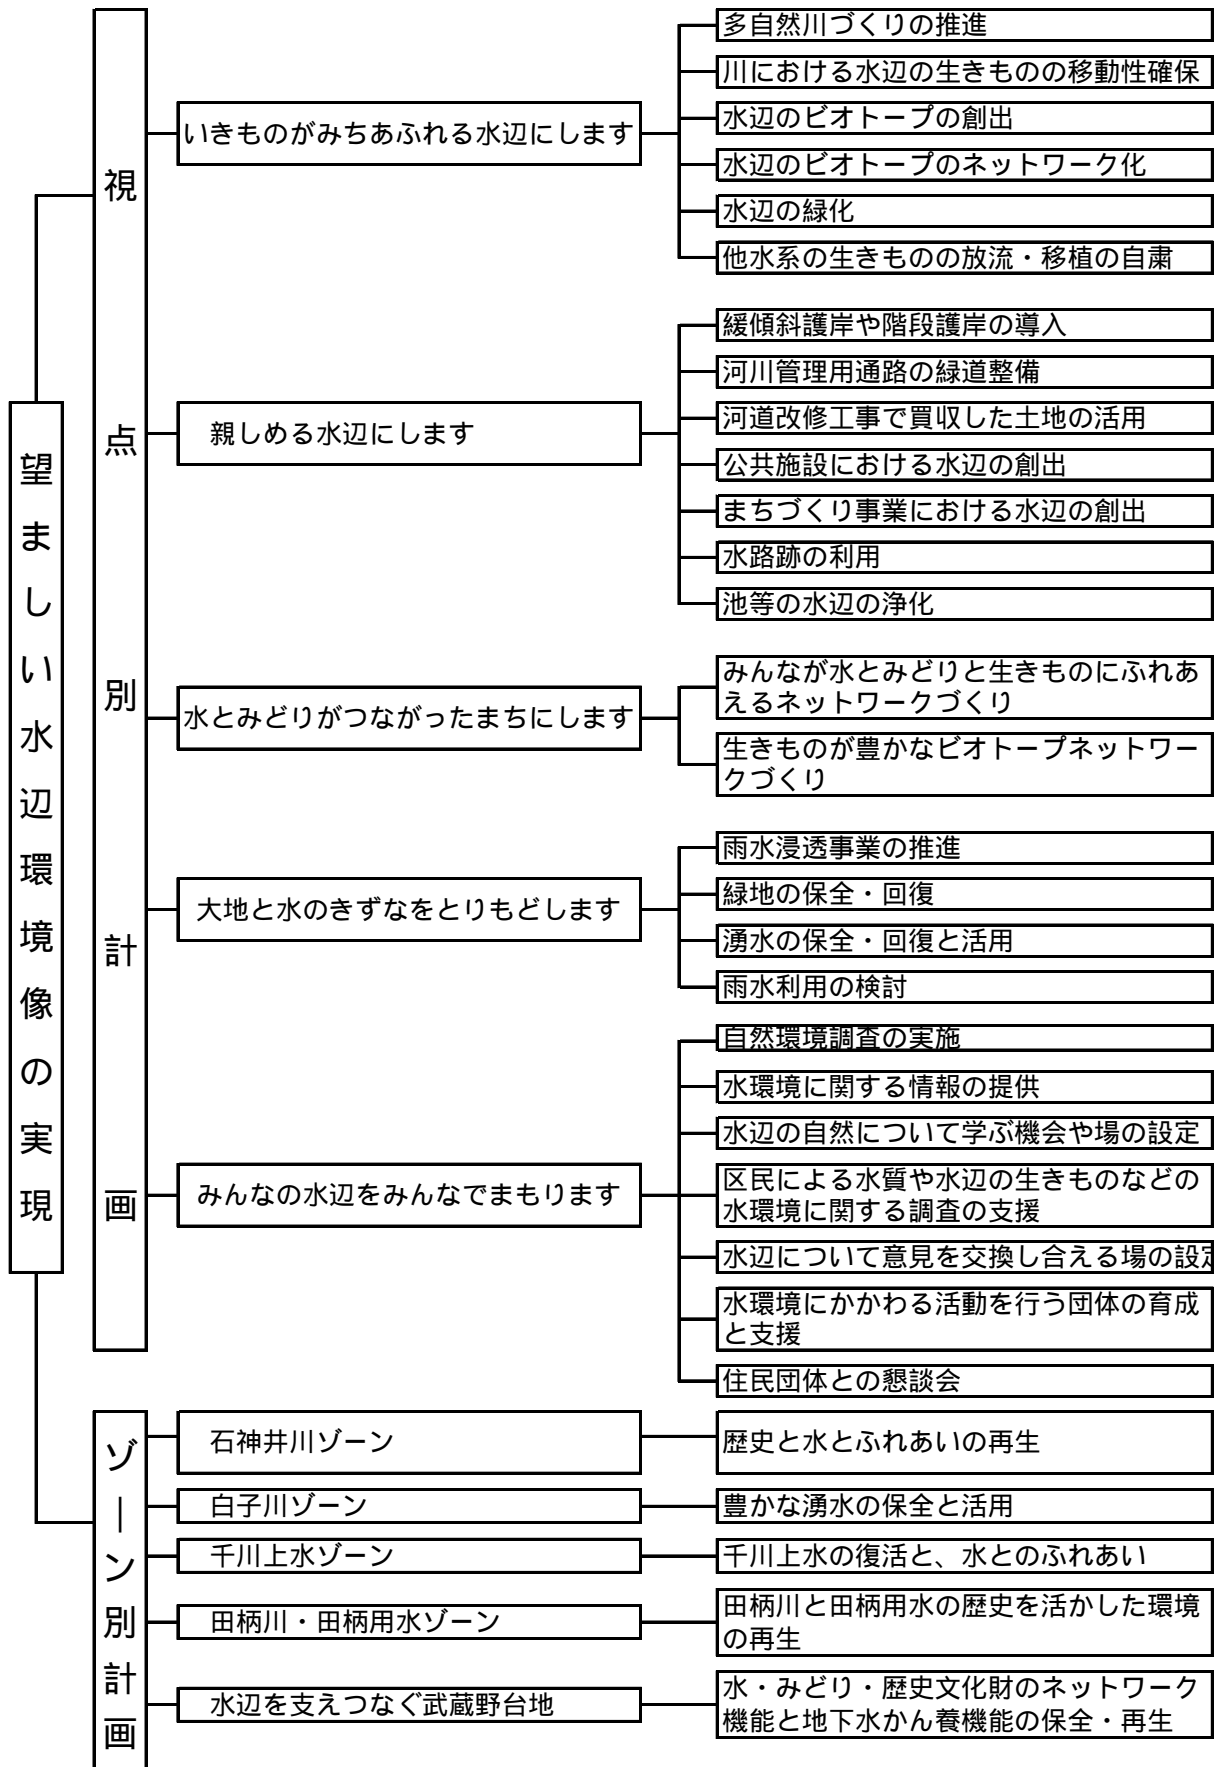 望ましい水辺環境像の実現
視点別計画
いきものがみちあふれる水辺にします
多自然川づくりの推進
川における水辺の生きものの移動性確保
水辺のビオトープの創出
水辺のビオトープのネットワーク化
水辺の緑化
他水系の生きものの放流・移植の自粛
親しめる水辺にします
緩傾斜護岸や階段護岸の導入
河川管理用通路の緑道整備
河道改修工事で買収した土地の活用
公共施設における水辺の創出
まちづくり事業における水辺の創出
水路跡の利用
池等の水辺の浄化
水とみどりがつながったまちにします
みんなが水とみどりと生きものにふれあ
えるネットワークづくり
生きものが豊かなビオトープネットワー
クづくり
大地と水のきずなをとりもどします
雨水浸透事業の推進
緑地の保全・回復
湧水の保全・回復と活用
雨水利用の検討
みんなの水辺をみんなでまもります
自然環境調査の実施
水環境に関する情報の提供
水辺の自然について学ぶ機会や場の設定
区民による水質や水辺の生きものなどの
水環境に関する調査の支援
水辺について意見を交換し合える場の設定
水環境にかかわる活動を行う団体の育成
と支援
住民団体との懇談会
ゾーン別計画
石神井川ゾーン
歴史と水とふれあいの再生
白子川ゾーン
豊かな湧水の保全と活用
千川上水ゾーン
千川上水の復活と、水とのふれあい
田柄川・田柄用水ゾーン
田柄川と田柄用水の歴史を活かした環境
の再生
水辺を支えつなぐ武蔵野台地
水・みどり・歴史文化財のネットワーク
機能と地下水かん養機能の保全・再生